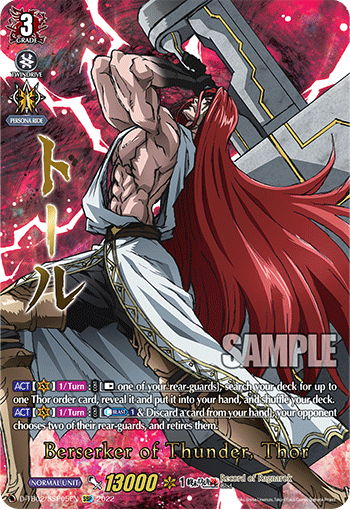 3
GRADE
TWINDRIVE
PERSONA RIDE
トール
SAMPLE
ACT 1/Turn : one of your rear-guards), search your deck for up
to one Thor order card, reveal it and put it into your hand, and shuffle your deck.
ACT 1/Turn : BLAST 1 & Discard a card from your hand), your opponent
chooses two of their rear-guards, and retires them.
Berserker of Thunder, Thor
NORMAL UNIT 13000 1 Record of Ragnarok
2022